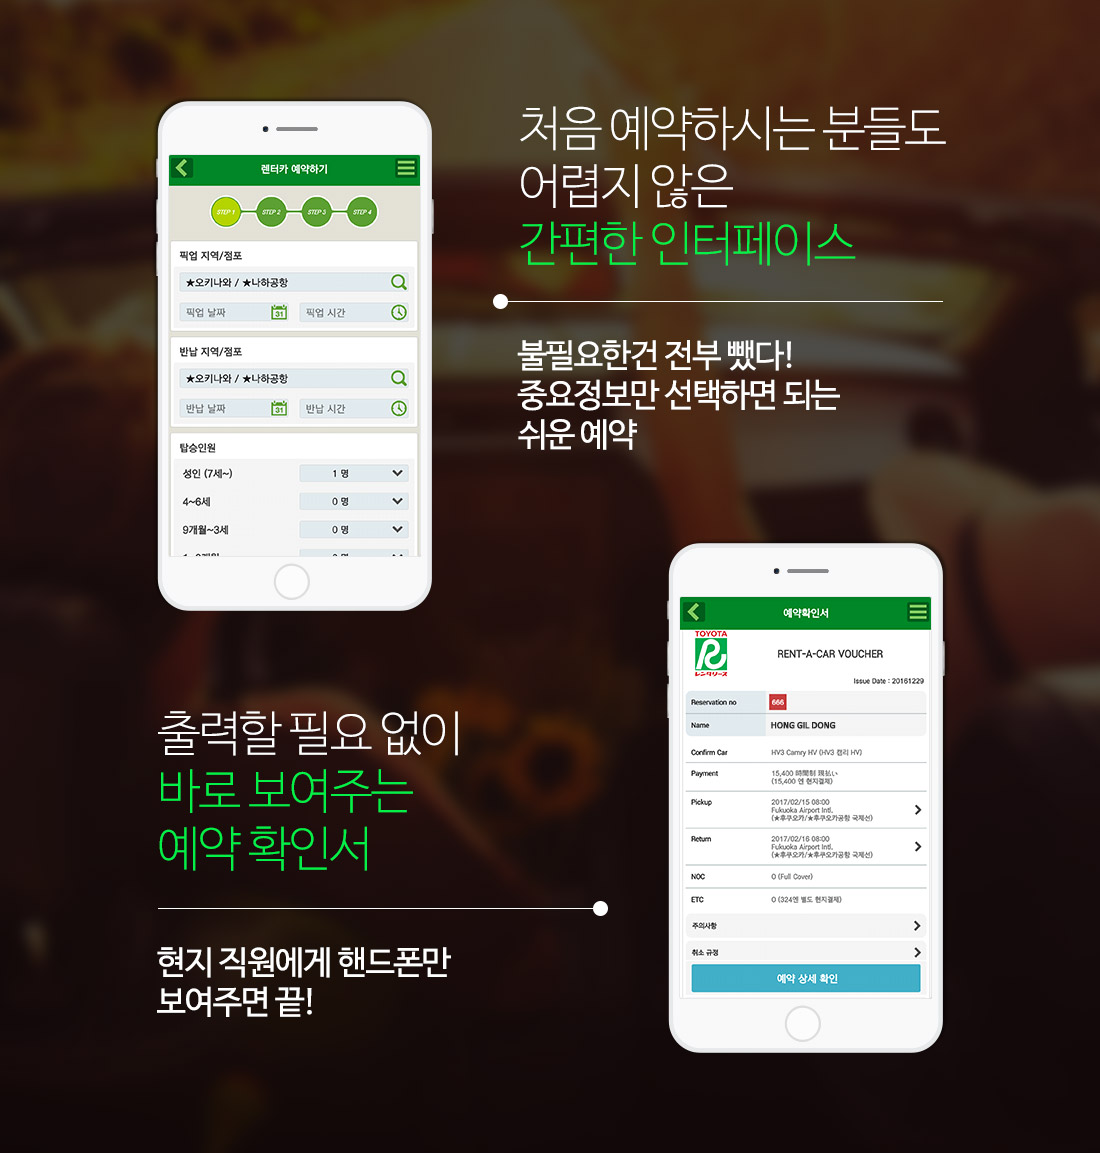 처음 예약하시는 분들도
어렵지 않은
간편한 인터페이스
불필요한건 전부 뺐다!
중요정보만 선택하면 되는
쉬운 예약
렌터카 예약하기
STEP 1 STEP 2 STEP 3 STEP 4
픽업 지역/점포
★오키나와 / ★나하공항
픽업 날짜 31 픽업 시간
반납 지역/점포
★오키나와 / ★나하공항
반납 날짜 31 반납 시간
탑승인원
성인 (7세~) 1 명
4~6세 0 명
9개월~3세 0 명
출력할 필요 없이
바로 보여주는
예약 확인서
현지 직원에게 핸드폰만
보여주면 끝!
예약확인서
TOYOTA
レンタリース
RENT-A-CAR VOUCHER
Issue Date : 20161229
Reservation no 666
Name HONG GIL DONG
Confirm Car HV3 Camry HV (HV3 캠리 HV)
Payment 15,400 時間制 現払い
(15,400 엔 현지결제)
Pickup 2017/02/15 08:00
Fukuoka Airport Intl.
(★후쿠오카/★후쿠오카공항 국제선)
Return 2017/02/16 08:00
Fukuoka Airport Intl.
(★후쿠오카/★후쿠오카공항 국제선)
NOC O (Full Cover)
ETC O (324엔 별도 현지결제)
주의사항
취소 규정
예약 상세 확인